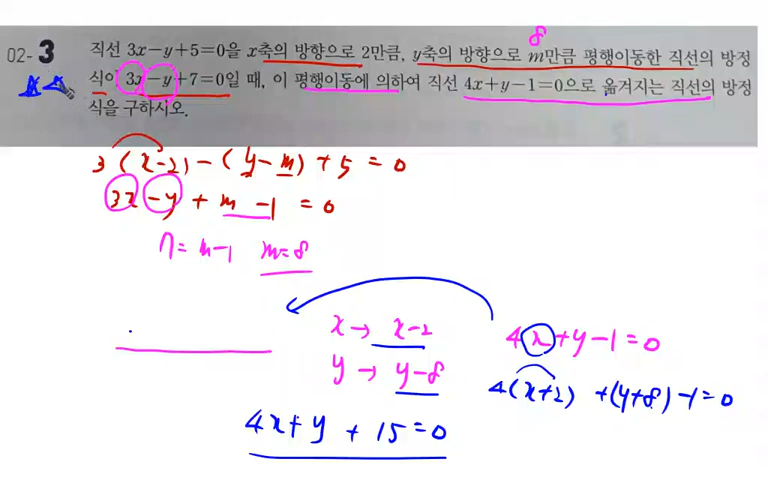 02-3 직선 3x-y+5=0을 x축의 방향으로 2만큼, y축의 방향으로 m만큼 평행이동한 직선의 방정
8
식이 3x-y+7=0일 때, 이 평행이동에 의하여 직선 4x+y-1=0으로 옮겨지는 직선의 방정
식을 구하시오.
3(x-2)-(y-m)+5=0
3x-y+m-1=0
7=m-1 m=8
x→x-2 4x+y-1=0
y→y-8 4(x+2)+(y+8)-1=0
4x+y+15=0